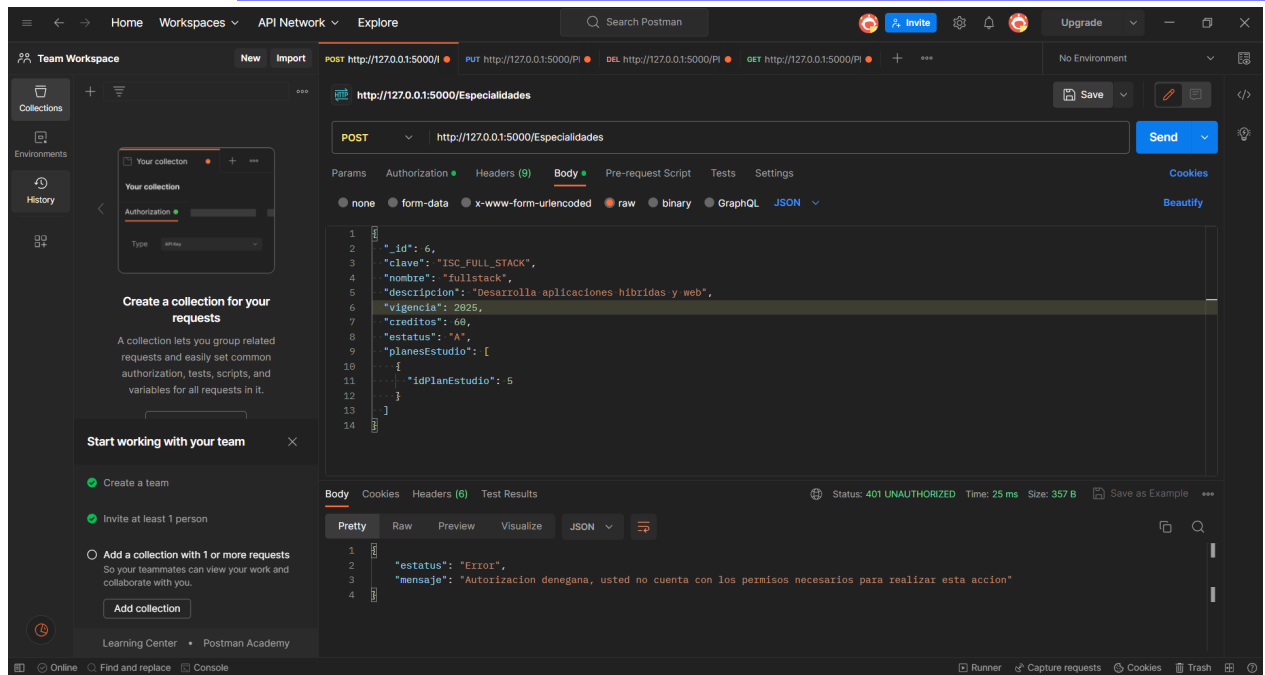 Home Workspaces API Network Explore Search Postman Invite Upgrade
Team Workspace New Import POST http://127.0.0.1:5000/I PUT http://127.0.0.1:5000/Pl DEL http://127.0.0.1:5000/Pl GET http://127.0.0.1:5000/Pl No Environment
Collections
Environments
History
Your collecton
Your collection
Authorization
Type API Key
Create a collection for your
requests
A collection lets you group related
requests and easily set common
authorization, tests, scripts, and
variables for all requests in it.
Start working with your team
Create a team
Invite at least 1 person
Add a collection with 1 or more requests
So your teammates can view your work and
collaborate with you.
Add collection
Learning Center • Postman Academy
HTTP http://127.0.0.1:5000/Especialidades Save
POST http://127.0.0.1:5000/Especialidades Send
Params Authorization Headers (9) Body Pre-request Script Tests Settings Cookies
none form-data x-www-form-urlencoded raw binary GraphQL JSON Beautify
1 {
2 "_id": 6,
3 "clave": "ISC_FULL_STACK",
4 "nombre": "fullstack",
5 "descripcion": "Desarrolla aplicaciones hibridas y web",
6 "vigencia": 2025,
7 "creditos": 60,
8 "estatus": "A",
9 "planesEstudio": [
10 {
11 "idPlanEstudio": 5
12 }
13 ]
14 }
Body Cookies Headers (6) Test Results Status: 401 UNAUTHORIZED Time: 25 ms Size: 357 B Save as Example
Pretty Raw Preview Visualize JSON
1 {
2 "estatus": "Error",
3 "mensaje": "Autorizacion denegana, usted no cuenta con los permisos necesarios para realizar esta accion"
4 }
Online Find and replace Console Runner Capture requests Cookies Trash